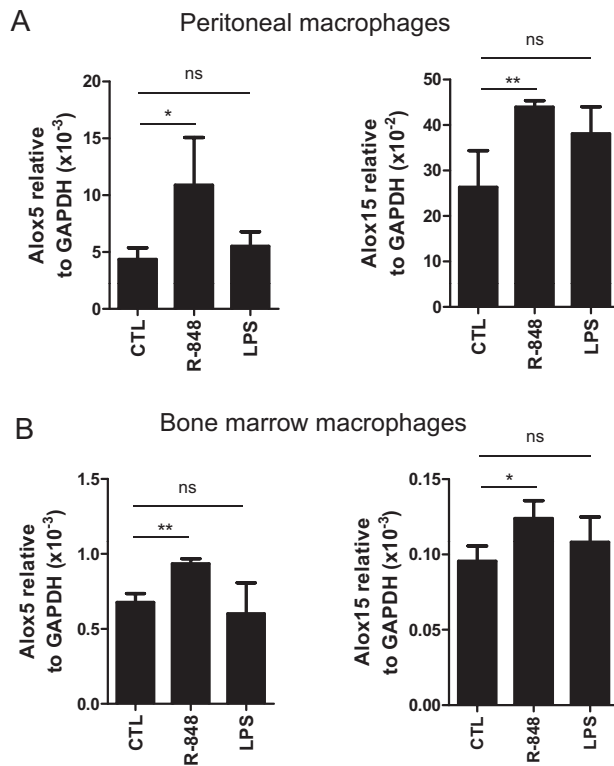 A
Peritoneal macrophages
Alox5 relative
to GAPDH (x10-3)
20
15
10
5
0
ns
*
CTL
R-848
LPS
Alox15 relative
to GAPDH (x10-2)
50
40
30
20
10
0
ns
**
CTL
R-848
LPS
B
Bone marrow macrophages
Alox5 relative
to GAPDH (x10-3)
1.5
1.0
0.5
0.0
ns
**
CTL
R-848
LPS
Alox15 relative
to GAPDH (x10-3)
0.15
0.10
0.05
0.00
ns
*
CTL
R-848
LPS